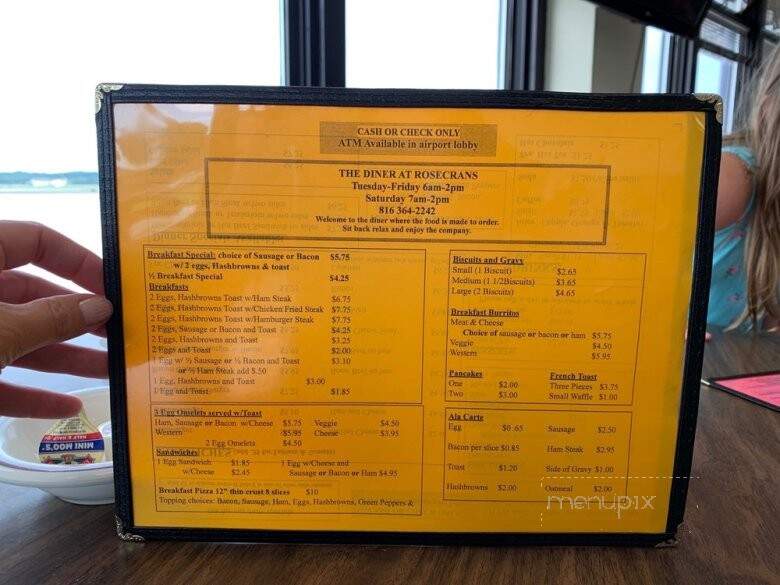 CASH OR CHECK ONLY
ATM Available in airport lobby
THE DINER AT ROSECRANS
Tuesday-Friday 6am-2pm
Saturday 7am-2pm
816 364-2242
Welcome to the diner where the food is made to order.
Sit back relax and enjoy the company.
Breakfast Special: choice of Sausage or Bacon $5.75
w/ 2 eggs, Hashbrowns & toast
½ Breakfast Special $4.25
Breakfasts
2 Eggs, Hashbrowns Toast w/Ham Steak $6.75
2 Eggs, Hashbrowns Toast w/Chicken Fried Steak $7.75
2 Eggs, Hashbrowns Toast w/Hamburger Steak $7.75
2 Eggs, Sausage or Bacon and Toast $4.25
2 Eggs, Hashbrowns and Toast $3.25
2 Eggs and Toast $2.00
1 Egg w/ ½ Sausage or ½ Bacon and Toast $3.10
or ½ Ham Steak add $.50
1 Egg, Hashbrowns and Toast $3.00
1 Egg and Toast $1.85
3 Egg Omelets served w/Toast
Ham, Sausage or Bacon w/Cheese $5.75 Veggie $4.50
Western $5.95 Cheese $3.95
2 Egg Omelets $4.50
Sandwiches
1 Egg Sandwich $1.85 1 Egg w/Cheese and
w/Cheese $2.45 Sausage or Bacon or Ham $4.95
Breakfast Pizza 12" thin crust 8 slices $10
Topping choices: Bacon, Sausage, Ham, Eggs, Hashbrowns, Green Peppers &
Biscuits and Gravy
Small (1 Biscuit) $2.65
Medium (1 1/2Biscuits) $3.65
Large (2 Biscuits) $4.65
Breakfast Burritos
Meat & Cheese
Choice of sausage or bacon or ham $5.75
Veggie $4.50
Western $5.95
Pancakes French Toast
One $2.00 Three Pieces $3.75
Two $3.00 Small Waffle $1.00
Ala Carte
Egg $0.65 Sausage $2.50
Bacon per slice $0.85 Ham Steak $2.95
Toast $1.20 Side of Gravy $1.00
Hashbrowns $2.00 Oatmeal $2.00
MINI MOO'S
HALF & HALF
menupix